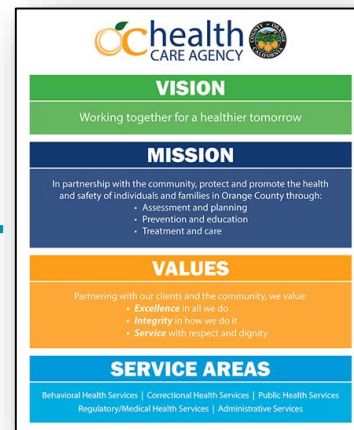 health
CARE AGENCY
COUNTY OF ORANGE
CALIFORNIA
VISION
Working together for a healthier tomorrow
MISSION
In partnership with the community, protect and promote the health
and safety of individuals and families in Orange County through:
• Assessment and planning
• Prevention and education
• Treatment and care
VALUES
Partnering with our clients and the community, we value:
• Excellence in all we do
• Integrity in how we do it
• Service with respect and dignity
SERVICE AREAS
Behavioral Health Services | Correctional Health Services | Public Health Services
Regulatory/Medical Health Services | Administrative Services